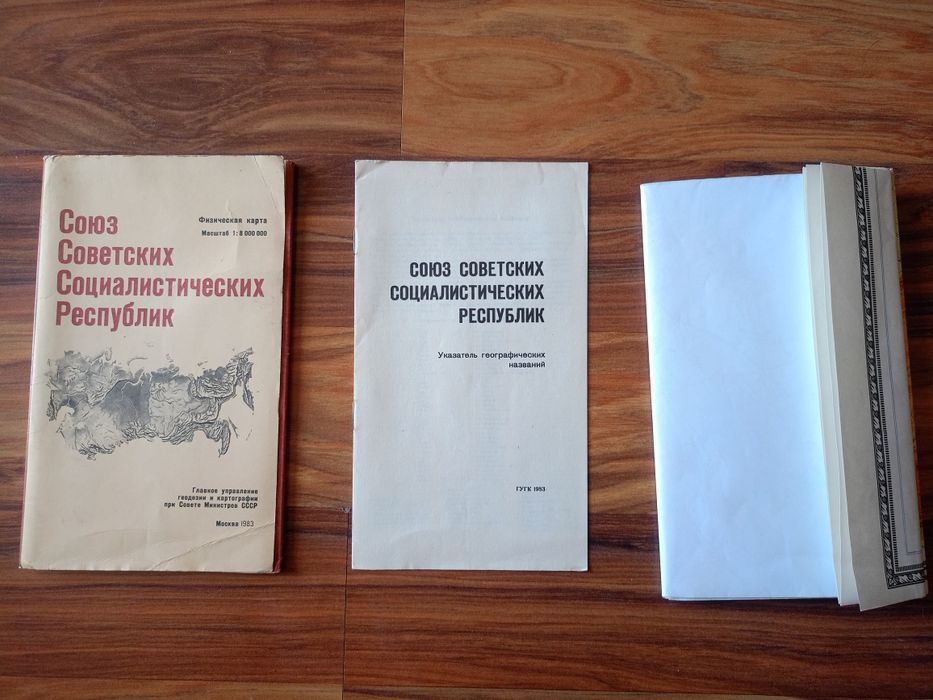 Союз
Советских
Социалистических
Республик
Физическая карта
Масштаб 1: 8 000 000
Главное управление
геодезии и картографии
при Совете Министров СССР
Москва 1983
СОЮЗ СОВЕТСКИХ
СОЦИАЛИСТИЧЕСКИХ
РЕСПУБЛИК
Указатель географических
названий
ГУГК 1983